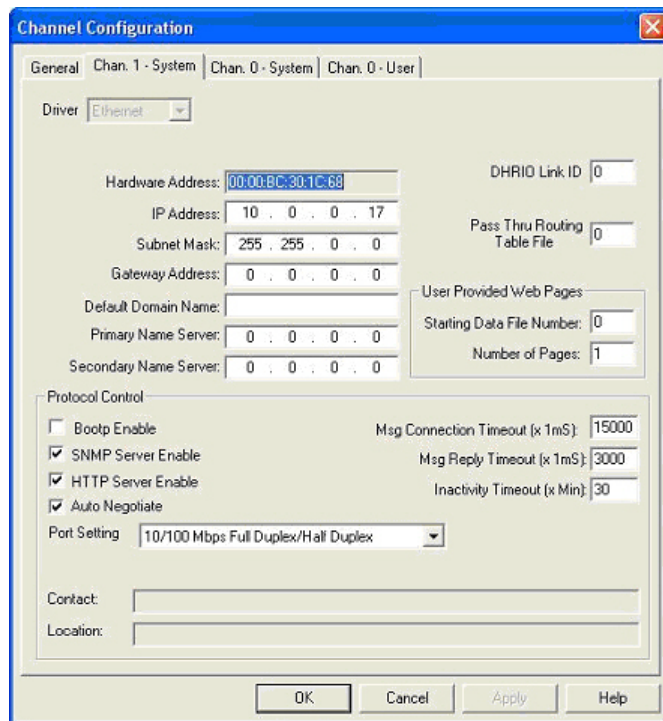 Channel Configuration
General
Chan. 1 - System
Chan. 0 - System
Chan. 0 - User
Driver
Ethernet
Hardware Address: 00:00:BC:30:1C:68
IP Address: 10 . 0 . 0 . 17
Subnet Mask: 255 . 255 . 0 . 0
Gateway Address: 0 . 0 . 0 . 0
Default Domain Name:
Primary Name Server: 0 . 0 . 0 . 0
Secondary Name Server: 0 . 0 . 0 . 0
DHRIO Link ID 0
Pass Thru Routing
Table File 0
User Provided Web Pages
Starting Data File Number: 0
Number of Pages: 1
Protocol Control
Bootp Enable
SNMP Server Enable
HTTP Server Enable
Auto Negotiate
Msg Connection Timeout (x 1mS): 15000
Msg Reply Timeout (x 1mS): 3000
Inactivity Timeout (x Min): 30
Port Setting 10/100 Mbps Full Duplex/Half Duplex
Contact:
Location:
OK
Cancel
Apply
Help